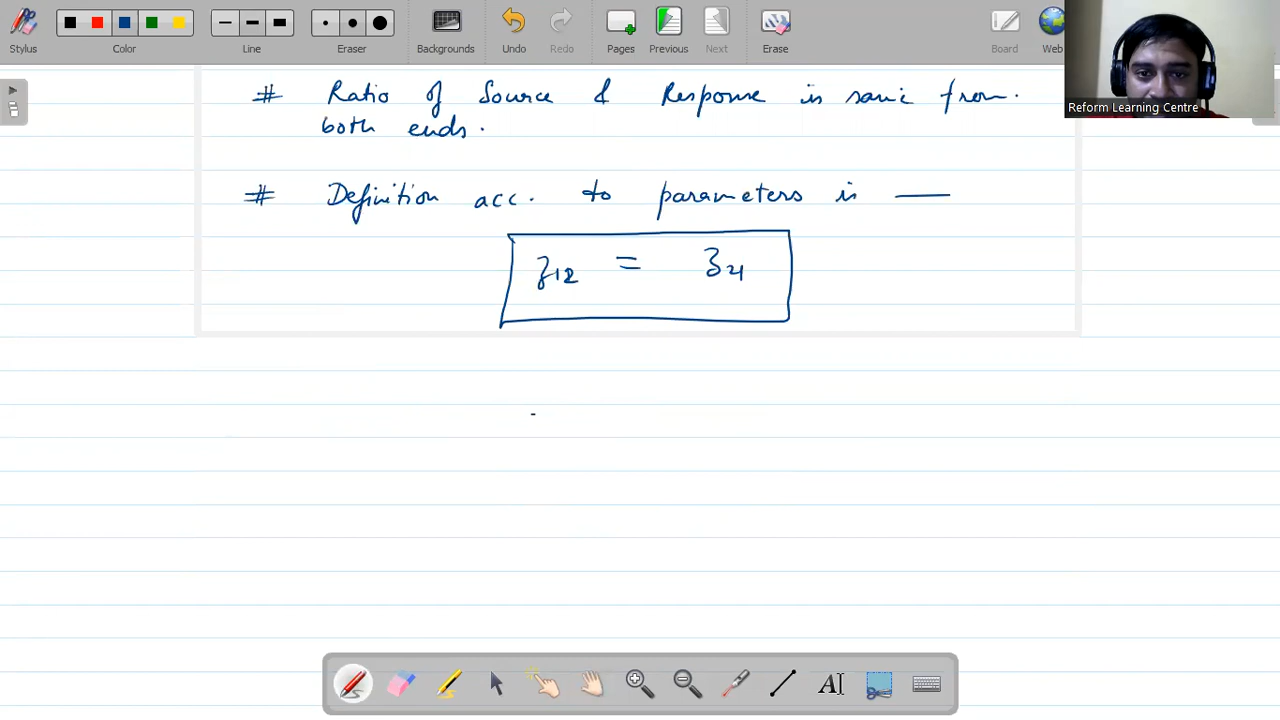 Stylus
Color
Line
Eraser
Backgrounds
Undo
Redo
Pages
Previous
Next
Erase
Board
Web
Reform Learning Centre
# Ratio of Source & Response is same from.
both ends.
# Definition acc. to parameters is —
z12 = z21